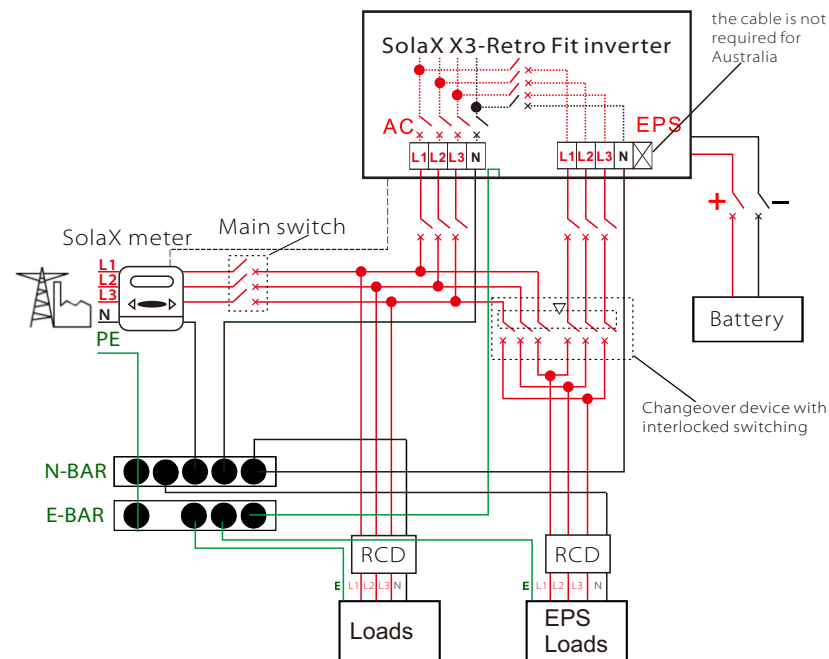 the cable is not
required for
Australia
SolaX X3-Retro Fit inverter
AC
EPS
L1 L2 L3 N
L1 L2 L3 N
+ −
SolaX meter
Main switch
L1
L2
L3
N
PE
Battery
Changeover device with
interlocked switching
N-BAR
E-BAR
RCD
RCD
E L1 L2 L3 N
E L1 L2 L3 N
Loads
EPS
Loads